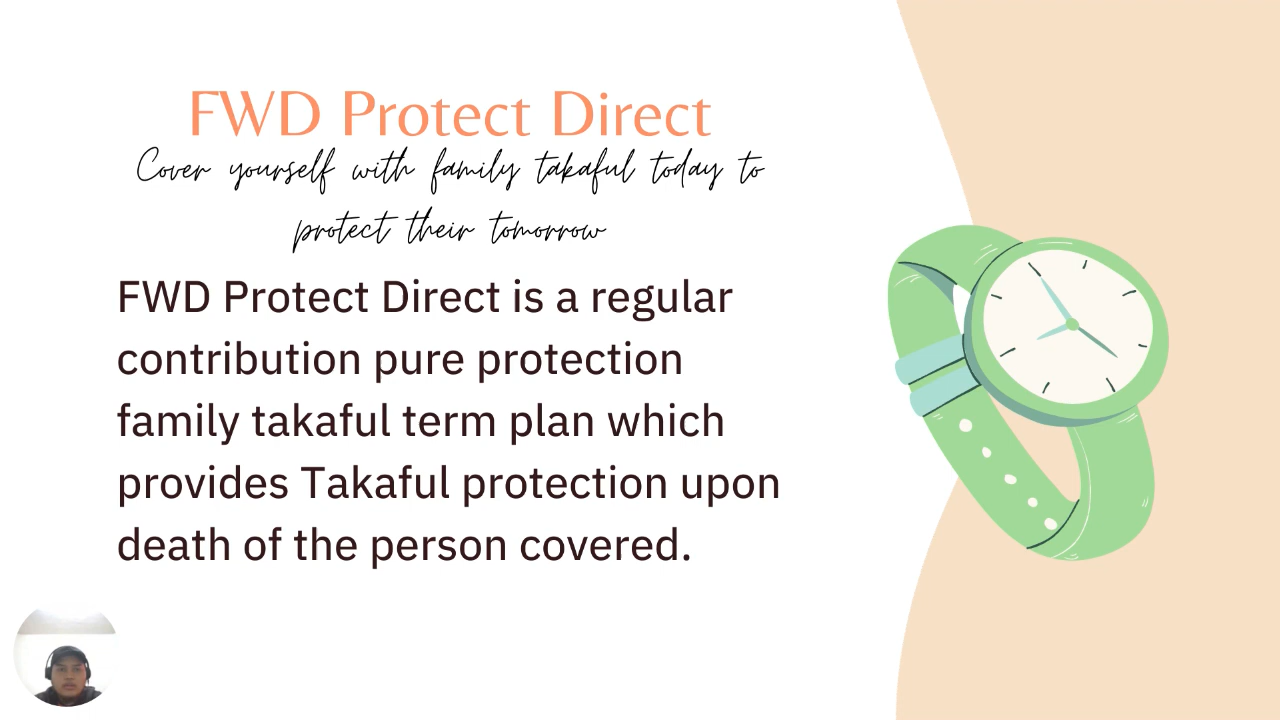 FWD Protect Direct
Cover yourself with family takaful today to
protect their tomorrow
FWD Protect Direct is a regular
contribution pure protection
family takaful term plan which
provides Takaful protection upon
death of the person covered.